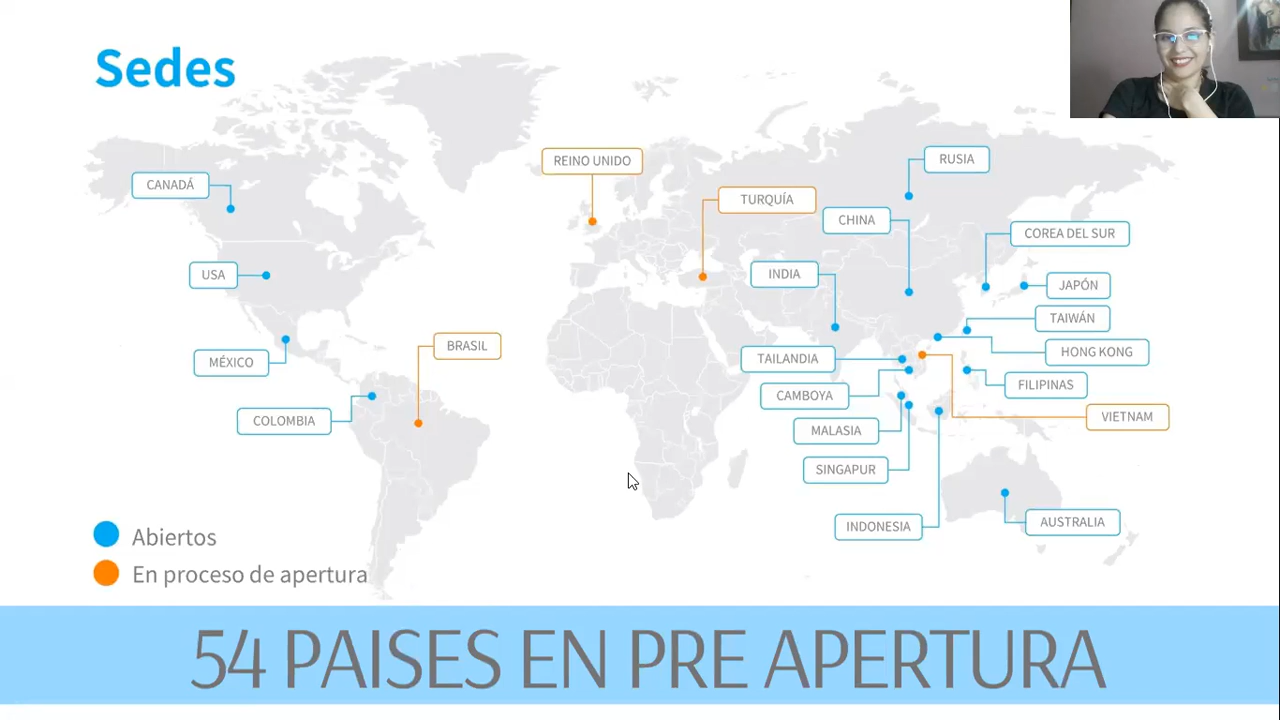 Sedes
REINO UNIDO
RUSIA
CANADÁ
TURQUÍA
CHINA
COREA DEL SUR
USA
INDIA
JAPÓN
TAIWÁN
BRASIL
HONG KONG
MÉXICO
TAILANDIA
FILIPINAS
CAMBOYA
COLOMBIA
VIETNAM
MALASIA
SINGAPUR
INDONESIA
AUSTRALIA
Abiertos
En proceso de apertura
54 PAISES EN PRE APERTURA